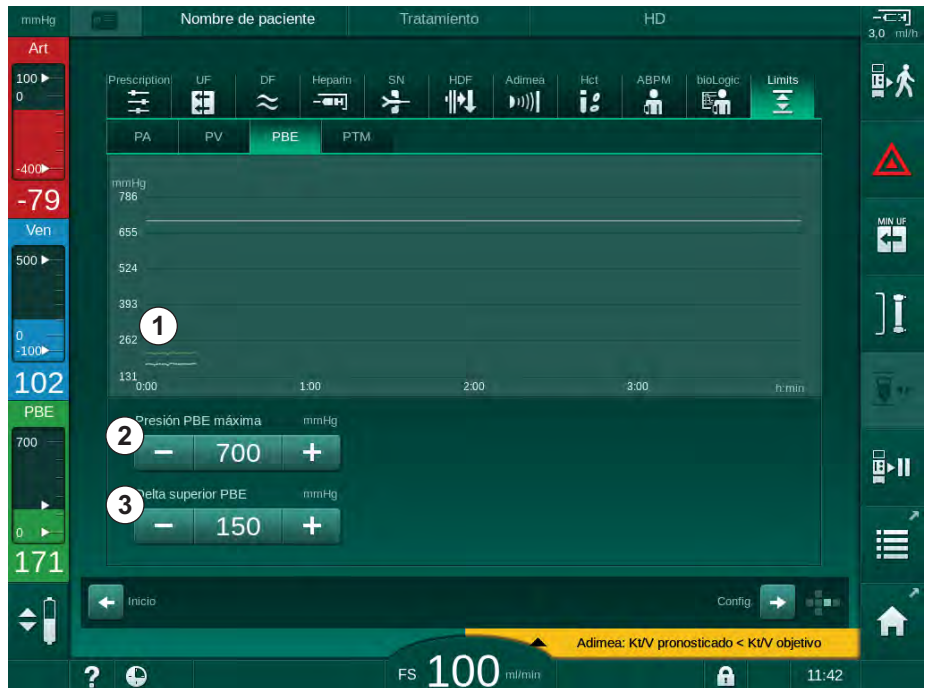 mmHg
Nombre de paciente
Tratamiento
HD
3,0 ml/h
Art
100
0
-400
-79
Ven
500
0
-100
102
PBE
700
0
171
Prescription
UF
DF
Heparin
SN
HDF
Adimea
Hct
ABPM
bioLogic
Limits
PA
PV
PBE
PTM
mmHg
786
655
524
393
262
131
0:00
1:00
2:00
3:00
h:min
1
Presión PBE máxima mmHg
2
− 700 +
Delta superior PBE mmHg
3
− 150 +
MIN UF
Inicio
Config.
Adimea: Kt/V pronosticado < Kt/V objetivo
?
FS 100 ml/min
11:42